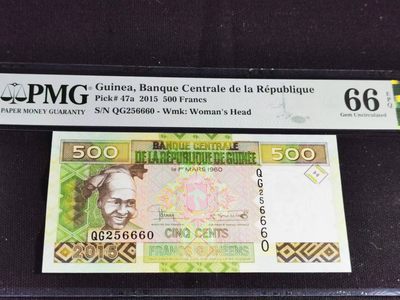 PMG
PAPER MONEY GUARANTY
Guinea, Banque Centrale de la République
Pick# 47a 2015 500 Francs
S/N QG256660 - Wmk: Woman's Head
66 EPQ
Gem Uncirculated
500
BANQUE CENTRALE
DE LA REPUBLIQUE DE GUINEE
500
1er MARS 1960
QG256660
QG256660
CINQ CENTS
2015
FRANCS GUINEENS